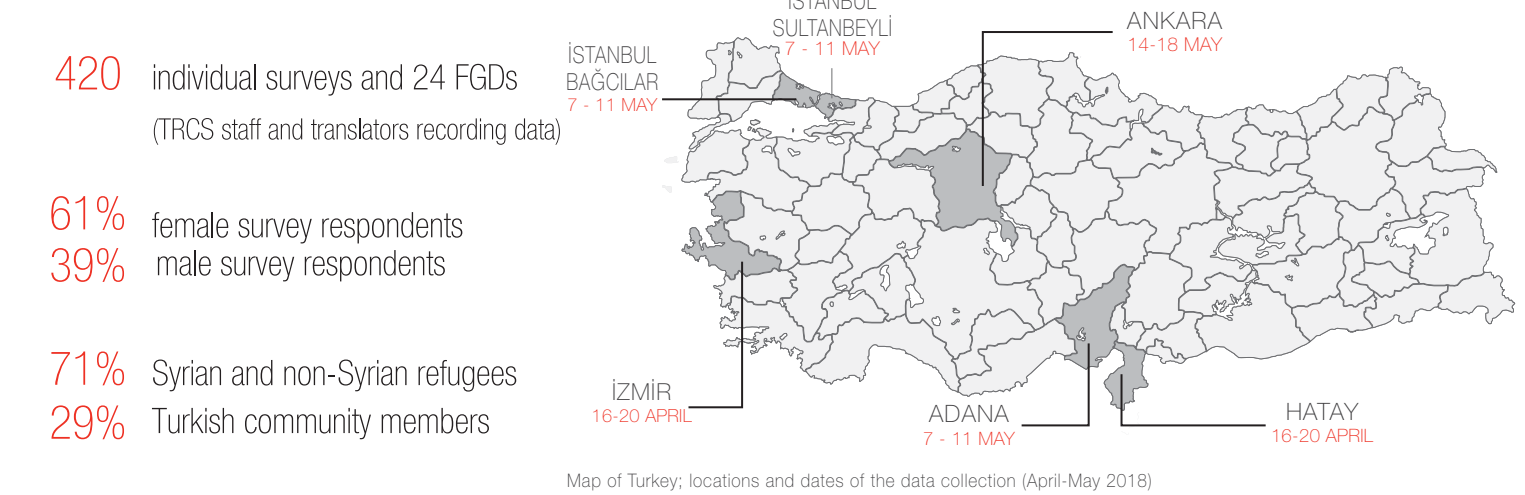 420 individual surveys and 24 FGDs
(TRCS staff and translators recording data)
61% female survey respondents
39% male survey respondents
71% Syrian and non-Syrian refugees
29% Turkish community members
İSTANBUL
BAĞCILAR
7 - 11 MAY
İSTANBUL
SULTANBEYLİ
7 - 11 MAY
ANKARA
14-18 MAY
İZMİR
16-20 APRIL
ADANA
7 - 11 MAY
HATAY
16-20 APRIL
Map of Turkey; locations and dates of the data collection (April-May 2018)